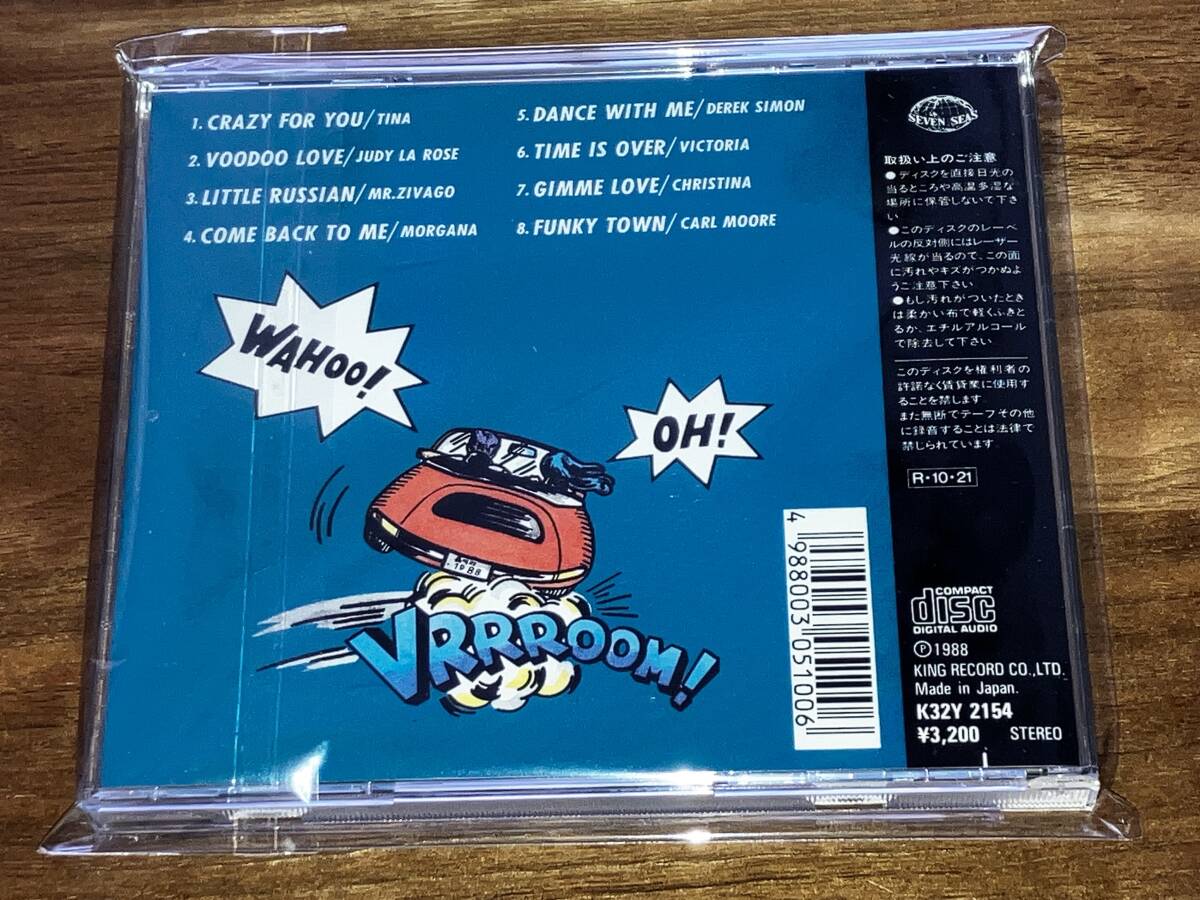 1. CRAZY FOR YOU/TINA
2. VOODOO LOVE/JUDY LA ROSE
3. LITTLE RUSSIAN/MR.ZIVAGO
4. COME BACK TO ME/MORGANA
5. DANCE WITH ME/DEREK SIMON
6. TIME IS OVER/VICTORIA
7. GIMME LOVE/CHRISTINA
8. FUNKY TOWN/CARL MOORE
WAHOO!
OH!
1988
VRRRROOM!
4 988003 051006
SEVEN SEAS
取扱い上のご注意
●ディスクを直接日光の
当るところや高温多湿な
場所に保管しないで下さ
い
●このディスクのレーベ
ルの反対側にはレーザー
光線が当るので、この面
に汚れやキズがつかぬよ
うご注意下さい
●もし汚れがついたとき
は柔かい布で軽くふきと
るか、エチルアルコール
で除去して下さい
このディスクを権利者の
許諾なく賃貸業に使用す
ることを禁じます
また無断でテープその他
に録音することは法律で
禁じられています
R・10・21
COMPACT
disc
DIGITAL AUDIO
Ⓟ1988
KING RECORD CO.,LTD.
Made in Japan.
K32Y 2154
¥3,200 STEREO